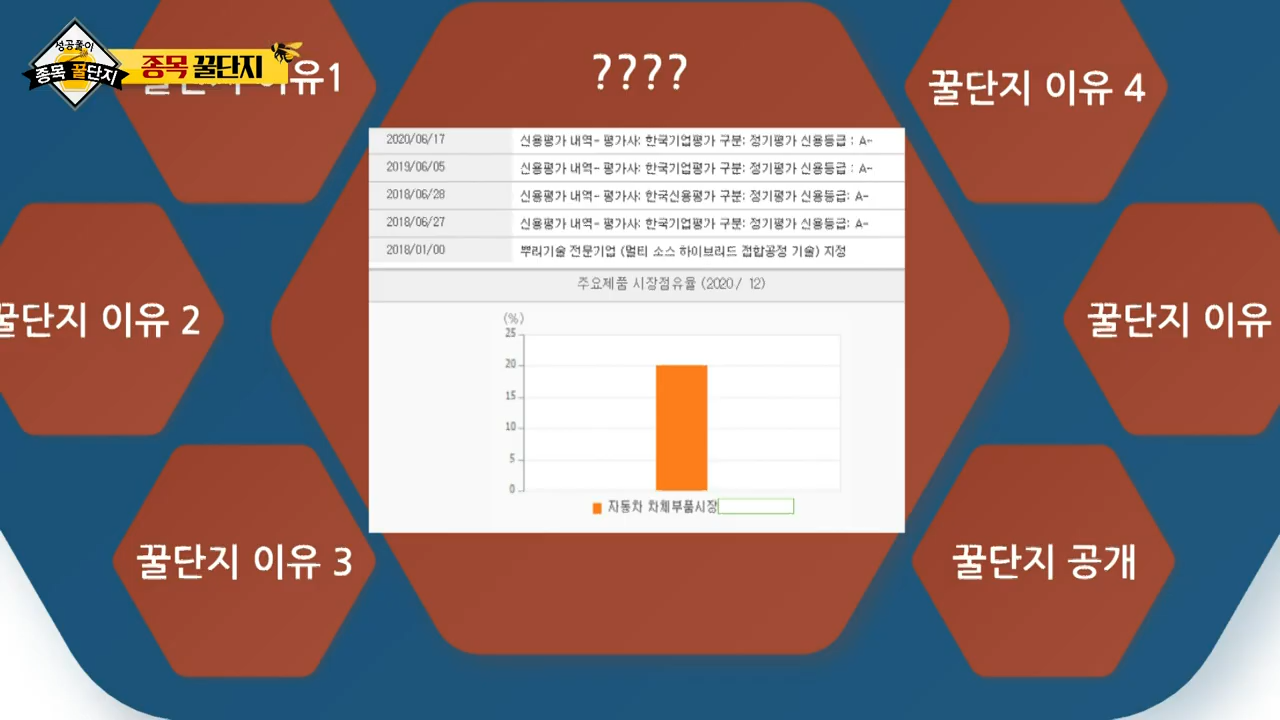 성공풀이
종목 꿀단지
종목 꿀단지
꿀단지 이유1
????
꿀단지 이유 4
2020/06/17 신용평가 내역- 평가사: 한국기업평가 구분: 정기평가 신용등급 : A-
2019/06/05 신용평가 내역- 평가사: 한국기업평가 구분: 정기평가 신용등급 : A-
2018/06/28 신용평가 내역- 평가사: 한국신용평가 구분: 정기평가 신용등급: A-
2018/06/27 신용평가 내역- 평가사: 한국기업평가 구분: 정기평가 신용등급: A-
2018/01/00 뿌리기술 전문기업 (멀티 소스 하이브리드 접합공정 기술) 지정
주요제품 시장점유율 (2020 / 12)
꿀단지 이유 2
꿀단지 이유
(%)
25
20
15
10
5
0
자동차 차체부품시장
꿀단지 이유 3
꿀단지 공개